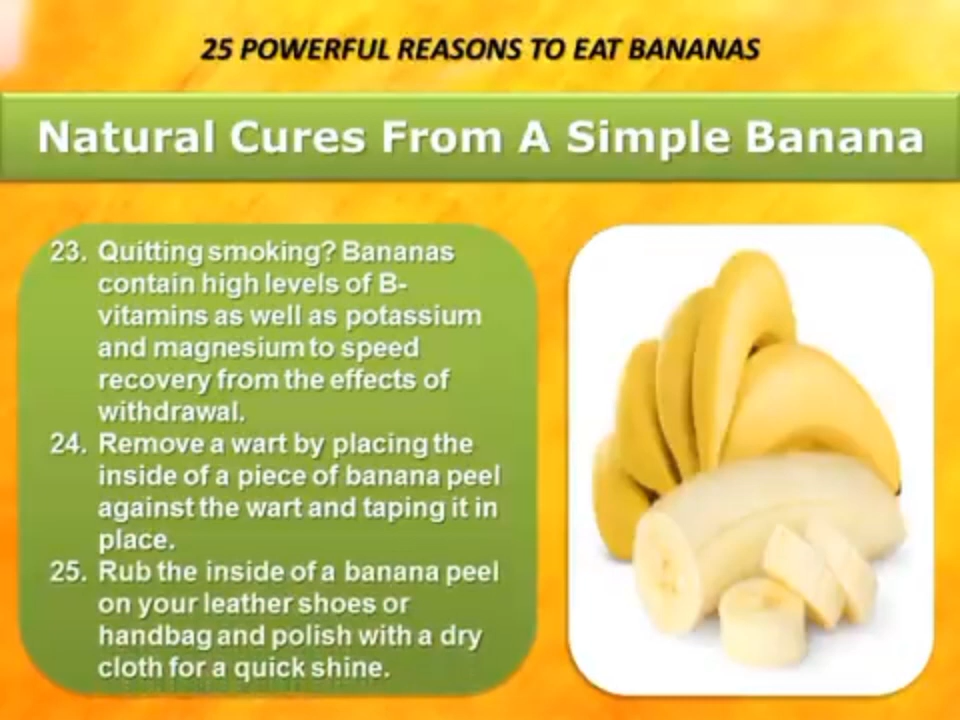 25 POWERFUL REASONS TO EAT BANANAS
Natural Cures From A Simple Banana
23. Quitting smoking? Bananas
contain high levels of B-
vitamins as well as potassium
and magnesium to speed
recovery from the effects of
withdrawal.
24. Remove a wart by placing the
inside of a piece of banana peel
against the wart and taping it in
place.
25. Rub the inside of a banana peel
on your leather shoes or
handbag and polish with a dry
cloth for a quick shine.